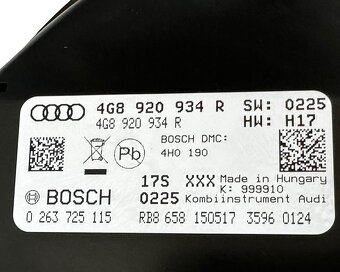 4G8 920 934 R SW: 0225
4G8 920 934 R HW: H17
BOSCH DMC:
4H0 190
Pb
17S XXX Made in Hungary
K: 999910
BOSCH 0225 Kombiinstrument Audi
0 263 725 115 RB8 658 150517 3596 0124